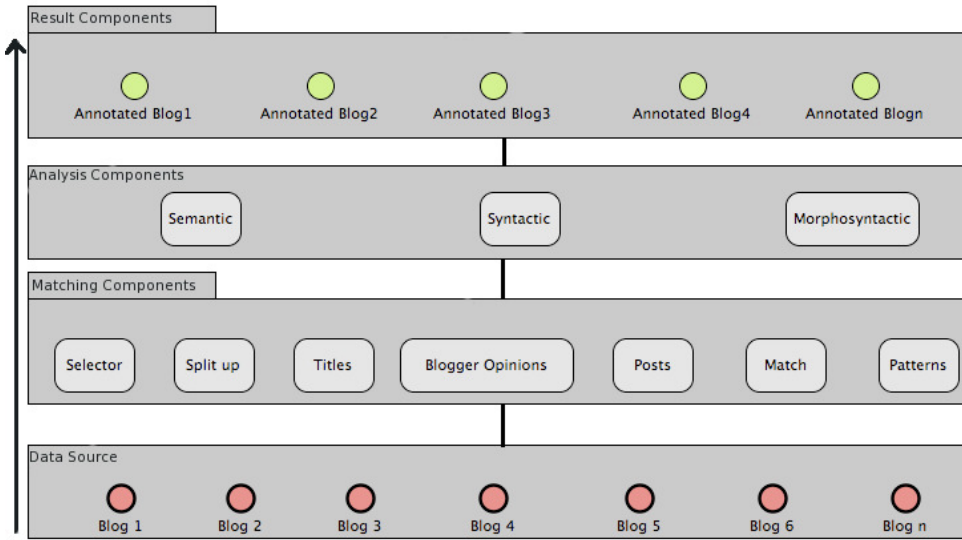 Result Components
Annotated Blog1 Annotated Blog2 Annotated Blog3 Annotated Blog4 Annotated Blogn
Analysis Components
Semantic Syntactic Morphosyntactic
Matching Components
Selector Split up Titles Blogger Opinions Posts Match Patterns
Data Source
Blog 1 Blog 2 Blog 3 Blog 4 Blog 5 Blog 6 Blog n